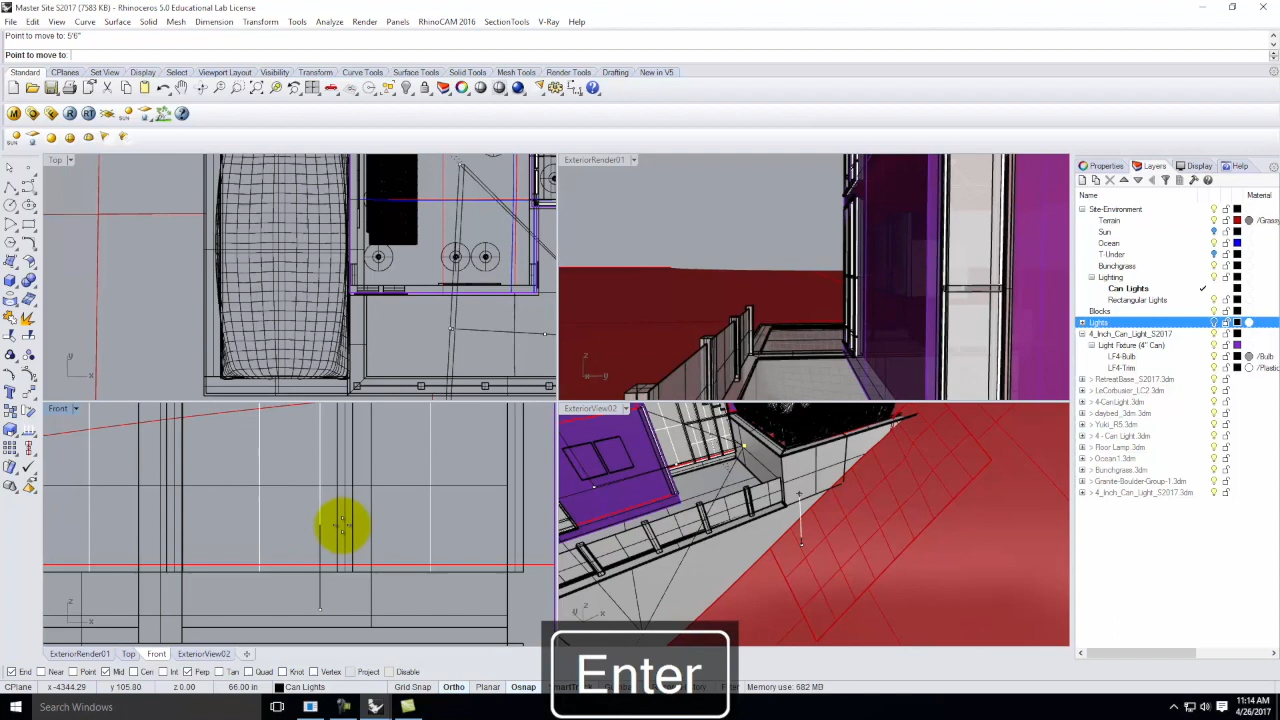 Master Site S2017 (7583 KB) - Rhinoceros 5.0 Educational Lab License
File Edit View Curve Surface Solid Mesh Dimension Transform Tools Analyze Render Panels RhinoCAM 2016 SectionTools V-Ray Help
Point to move to: 5'6"
Point to move to:
Standard CPlanes Set View Display Select Viewport Layout Visibility Transform Curve Tools Surface Tools Solid Tools Mesh Tools Render Tools Drafting New in V5
M R RT SUN ?
SUN
Top
ExteriorRender01
Properties Layers Display Help
Name Material
Site-Environment
Terrain /Grassy
Sun
Ocean
T-Under
Bunchgrass
Lighting
Can Lights
Rectangular Lights
Blocks
Lights
4_Inch_Can_Light_S2017
Light Fixture (4" Can)
LF4-Bulb /Bulb
LF4-Trim /Plastic
> RetreatBase_S2017.3dm
> LeCorbusier_LC2.3dm
> 4-CanLight.3dm
> daybed_3dm.3dm
> Yuki_R5.3dm
> 4 - Can Light.3dm
> Floor Lamp.3dm
> Ocean1.3dm
> Bunchgrass.3dm
> Granite-Boulder-Group-1.3dm
> 4_Inch_Can_Light_S2017.3dm
y x
z x y
Front
ExteriorView02
z x
y z x
Enter
ExteriorRender01 Top Front ExteriorView02
End Near Point Mid Cen Int Perp Tan Quad Knot Vertex Project Disable
CPlane x -4344.29 y 105.80 z 0.00 66.00 in Can Lights Grid Snap Ortho Planar Osnap SmartTrack Memory use: 682 MB
Search Windows
11:14 AM
4/26/2017